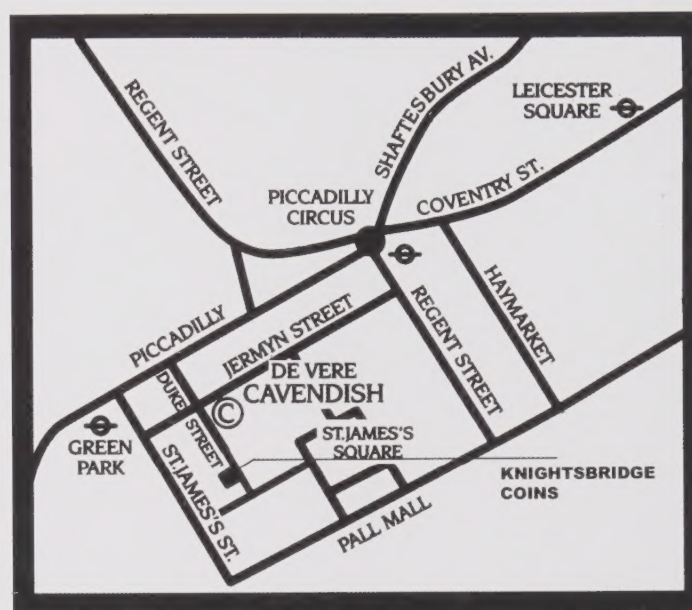 REGENT STREET
SHAFTESBURY AV.
LEICESTER
SQUARE
PICCADILLY
CIRCUS
COVENTRY ST.
PICCADILLY
JERMYN STREET
REGENT STREET
HAYMARKET
DE VERE
CAVENDISH
©
DUKE STREET
GREEN
PARK
ST.JAMES'S
SQUARE
ST.JAMES'S ST.
KNIGHTSBRIDGE
COINS
PALL MALL